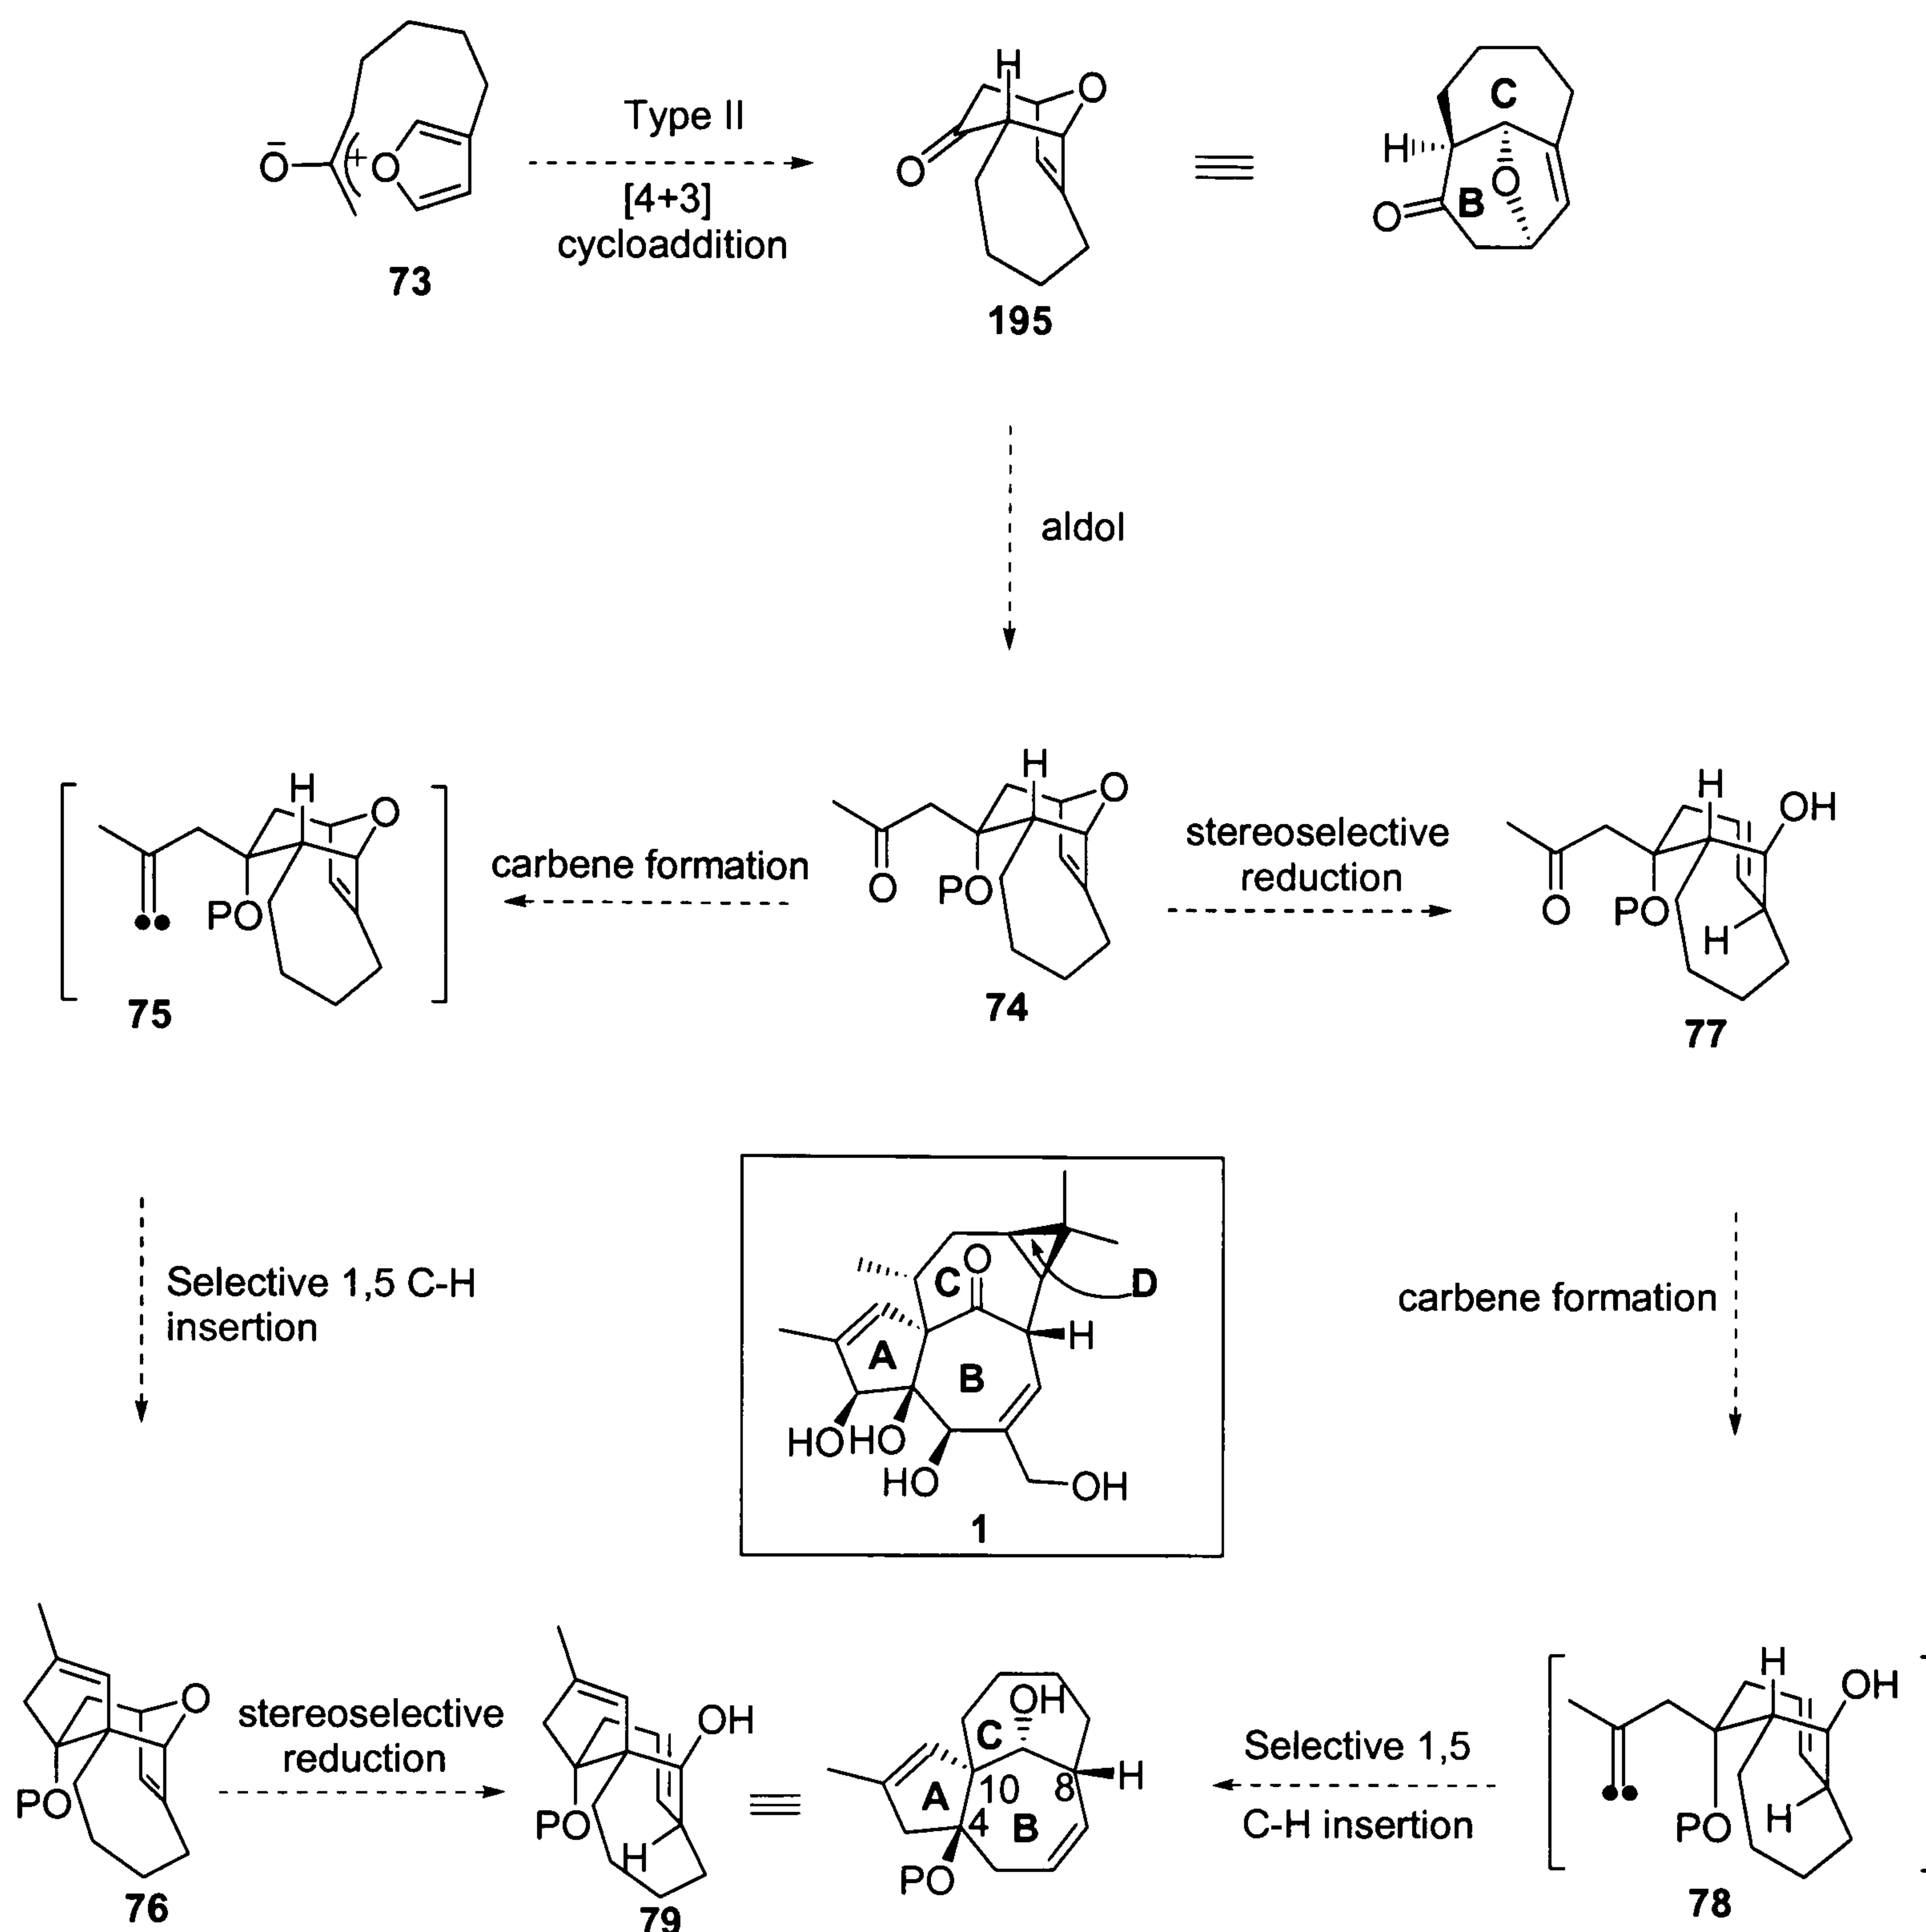 O
+
O
73
Type II
[4+3]
cycloaddition
H
O
O
195
C
H
O
B
O
aldol
H
O
PO
75
carbene formation
H
O
O
PO
74
stereoselective
reduction
H
OH
O
PO
H
77
Selective 1,5 C-H
insertion
O
C
D
A
H
B
HO
HO
HO
OH
1
carbene formation
O
PO
76
stereoselective
reduction
OH
PO
H
79
OH
C
A
10
8
H
4
B
PO
Selective 1,5
C-H insertion
H
OH
PO
H
78